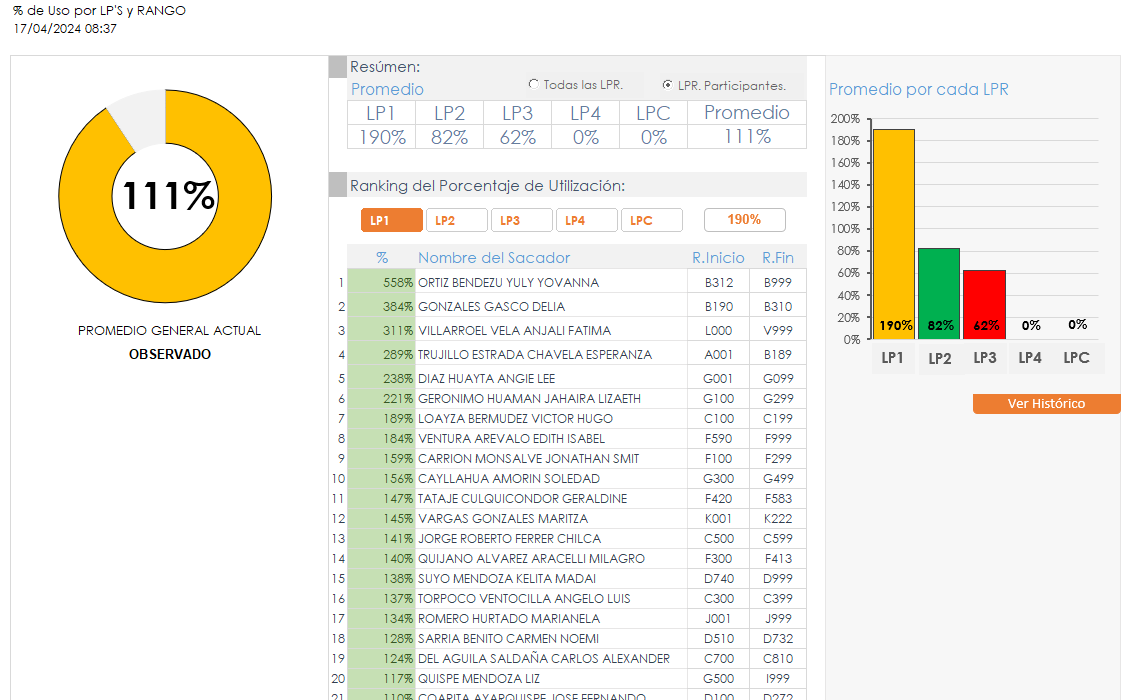 % de Uso por LP'S y RANGO
17/04/2024 08:37
111%
PROMEDIO GENERAL ACTUAL
OBSERVADO
Resúmen:
Promedio
Todas las LPR.
LPR. Participantes.
LP1 LP2 LP3 LP4 LPC Promedio
190% 82% 62% 0% 0% 111%
Ranking del Porcentaje de Utilización:
LP1 LP2 LP3 LP4 LPC 190%
% Nombre del Sacador R.Inicio R.Fin
1 558% ORTIZ BENDEZU YULY YOVANNA B312 B999
2 384% GONZALES GASCO DELIA B190 B310
3 311% VILLARROEL VELA ANJALI FATIMA L000 V999
4 289% TRUJILLO ESTRADA CHAVELA ESPERANZA A001 B189
5 238% DIAZ HUAYTA ANGIE LEE G001 G099
6 221% GERONIMO HUAMAN JAHAIRA LIZAETH G100 G299
7 189% LOAYZA BERMUDEZ VICTOR HUGO C100 C199
8 184% VENTURA AREVALO EDITH ISABEL F590 F999
9 159% CARRION MONSALVE JONATHAN SMIT F100 F299
10 156% CAYLLAHUA AMORIN SOLEDAD G300 G499
11 147% TATAJE CULQUICONDOR GERALDINE F420 F583
12 145% VARGAS GONZALES MARITZA K001 K222
13 141% JORGE ROBERTO FERRER CHILCA C500 C599
14 140% QUIJANO ALVAREZ ARACELLI MILAGRO F300 F413
15 138% SUYO MENDOZA KELITA MADAI D740 D999
16 137% TORPOCO VENTOCILLA ANGELO LUIS C300 C399
17 134% ROMERO HURTADO MARIANELA J001 J999
18 128% SARRIA BENITO CARMEN NOEMI D510 D732
19 124% DEL AGUILA SALDAÑA CARLOS ALEXANDER C700 C810
20 117% QUISPE MENDOZA LIZ G500 I999
21 110% COARITA AYARQUISPE JOSE FERNANDO D100 D272
Promedio por cada LPR
200%
180%
160%
140%
120%
100%
80%
60%
40%
20%
0%
190% 82% 62% 0% 0%
LP1 LP2 LP3 LP4 LPC
Ver Histórico